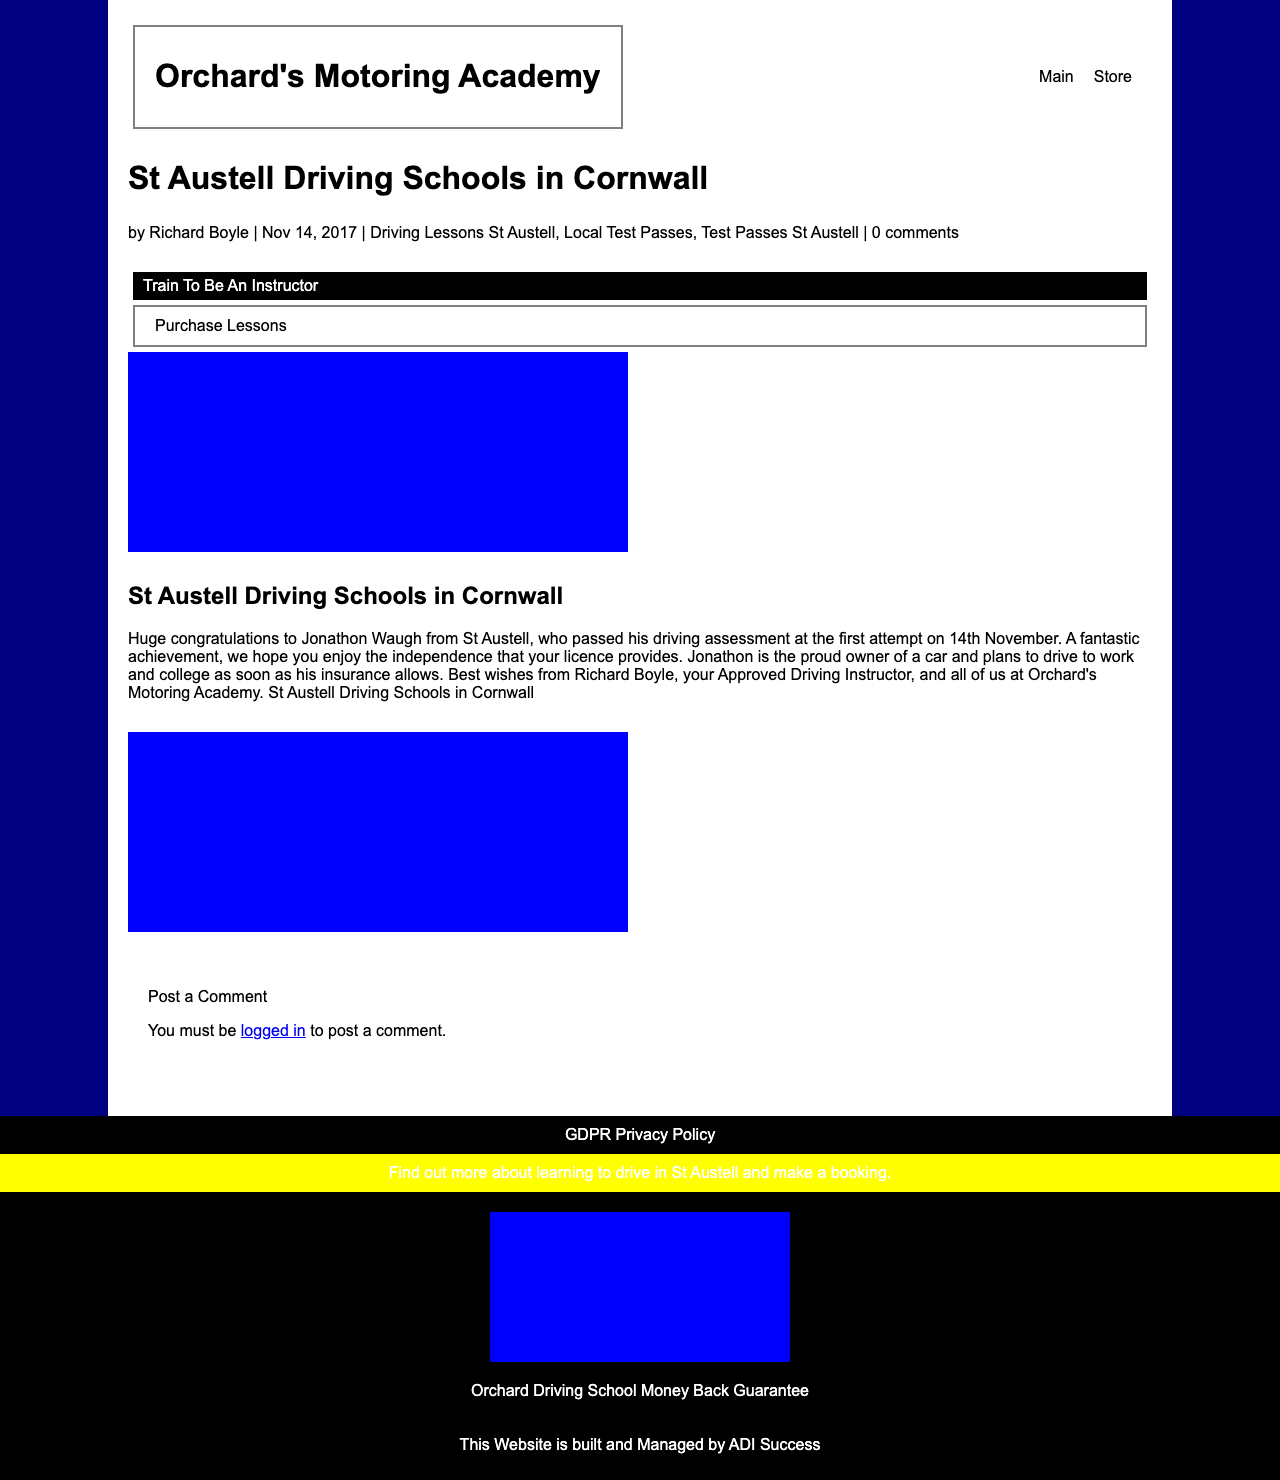 Orchard's Motoring Academy
Main Store
St Austell Driving Schools in Cornwall
by Richard Boyle | Nov 14, 2017 | Driving Lessons St Austell, Local Test Passes, Test Passes St Austell | 0 comments
Train To Be An Instructor
Purchase Lessons
St Austell Driving Schools in Cornwall
Huge congratulations to Jonathon Waugh from St Austell, who passed his driving assessment at the first attempt on 14th November. A fantastic
achievement, we hope you enjoy the independence that your licence provides. Jonathon is the proud owner of a car and plans to drive to work
and college as soon as his insurance allows. Best wishes from Richard Boyle, your Approved Driving Instructor, and all of us at Orchard's
Motoring Academy. St Austell Driving Schools in Cornwall
Post a Comment
You must be logged in to post a comment.
GDPR Privacy Policy
Find out more about learning to drive in St Austell and make a booking.
Orchard Driving School Money Back Guarantee
This Website is built and Managed by ADI Success